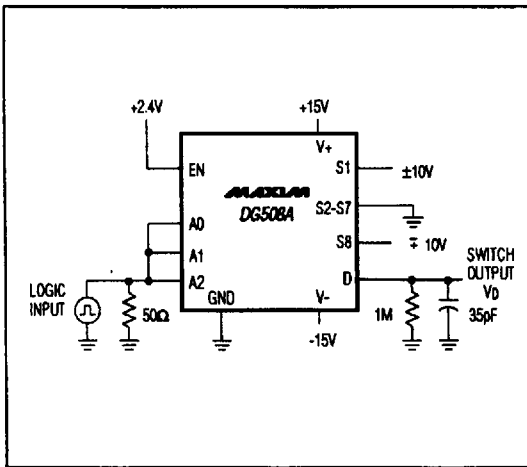 +2.4V
+15V
V+
EN
S1
±10V
MAXIM
DG508A
S2-S7
A0
A1
S8
∓ 10V
A2
D
SWITCH
OUTPUT
VD
LOGIC
INPUT
50Ω
GND
V-
1M
35pF
-15V